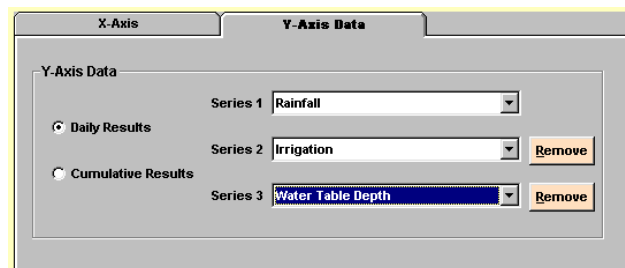 X-Axis
Y-Axis Data
Y-Axis Data
Series 1 Rainfall
Daily Results
Series 2 Irrigation Remove
Cumulative Results
Series 3 Water Table Depth Remove